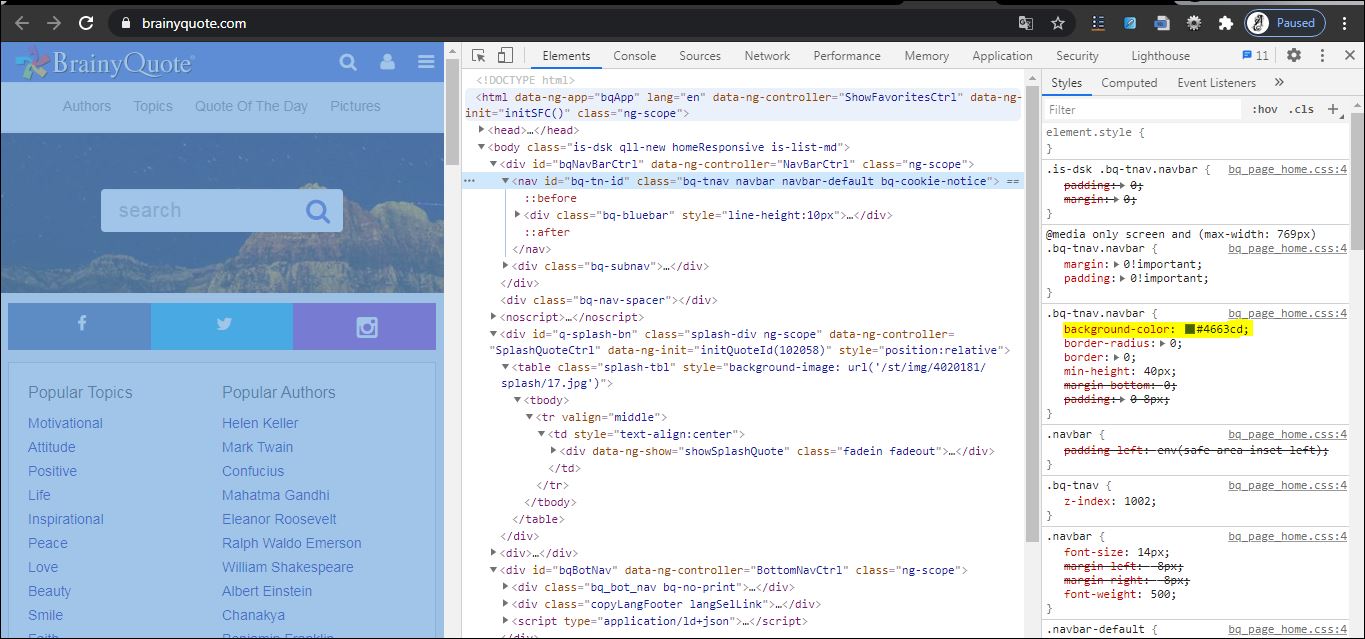 brainyquote.com
Paused
BrainyQuote®
Authors Topics Quote Of The Day Pictures
search
Popular Topics
Motivational
Attitude
Positive
Life
Inspirational
Peace
Love
Beauty
Smile
Faith
Popular Authors
Helen Keller
Mark Twain
Confucius
Mahatma Gandhi
Eleanor Roosevelt
Ralph Waldo Emerson
William Shakespeare
Albert Einstein
Chanakya
Benjamin Franklin
Elements Console Sources Network Performance Memory Application Security Lighthouse 11
<!DOCTYPE html>
<html data-ng-app="bqApp" lang="en" data-ng-controller="ShowFavoritesCtrl" data-ng-
init="initSFC()" class="ng-scope">
<head>…</head>
<body class="is-dsk qll-new homeResponsive is-list-md">
<div id="bqNavBarCtrl" data-ng-controller="NavBarCtrl" class="ng-scope">
<nav id="bq-tn-id" class="bq-tnav navbar navbar-default bq-cookie-notice"> ==
::before
<div class="bq-bluebar" style="line-height:10px">…</div>
::after
</nav>
<div class="bq-subnav">…</div>
</div>
<div class="bq-nav-spacer"></div>
<noscript>…</noscript>
<div id="q-splash-bn" class="splash-div ng-scope" data-ng-controller=
"SplashQuoteCtrl" data-ng-init="initQuoteId(102058)" style="position:relative">
<table class="splash-tbl" style="background-image: url('/st/img/4020181/
splash/17.jpg')">
<tbody>
<tr valign="middle">
<td style="text-align:center">
<div data-ng-show="showSplashQuote" class="fadein fadeout">…</div>
</td>
</tr>
</tbody>
</table>
</div>
<div>…</div>
<div id="bqBotNav" data-ng-controller="BottomNavCtrl" class="ng-scope">
<div class="bq_bot_nav bq-no-print">…</div>
<div class="copyLangFooter langSelLink">…</div>
<script type="application/ld+json">…</script>
</div>
Styles Computed Event Listeners »
Filter :hov .cls +
element.style {
}
.is-dsk .bq-tnav.navbar { bq_page_home.css:4
padding: 0;
margin: 0;
}
@media only screen and (max-width: 769px)
.bq-tnav.navbar { bq_page_home.css:4
margin: 0!important;
padding: 0!important;
}
.bq-tnav.navbar { bq_page_home.css:4
background-color: #4663cd;
border-radius: 0;
border: 0;
min-height: 40px;
margin-bottom: 0;
padding: 0 8px;
}
.navbar { bq_page_home.css:4
padding-left: env(safe-area-inset-left);
}
.bq-tnav { bq_page_home.css:4
z-index: 1002;
}
.navbar { bq_page_home.css:4
font-size: 14px;
margin-left: -8px;
margin-right: -8px;
font-weight: 500;
}
.navbar-default { bq_page_home.css:4